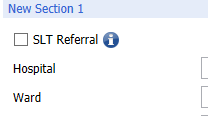 New Section 1
SLT Referral
Hospital
Ward